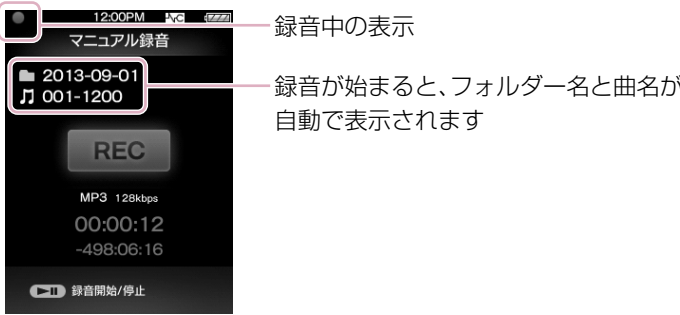 12:00PM AVC
マニュアル録音
録音中の表示
2013-09-01
001-1200
録音が始まると、フォルダー名と曲名が
自動で表示されます
REC
MP3 128kbps
00:00:12
-498:06:16
録音開始/停止